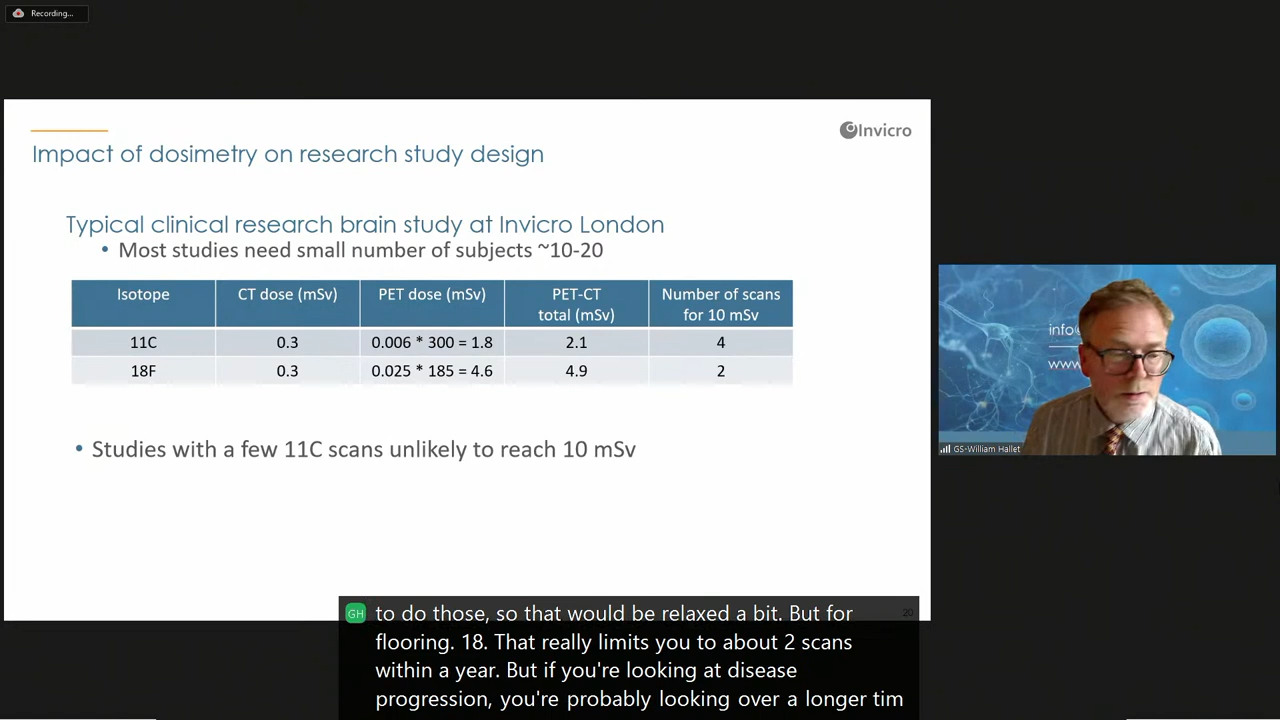 Recording...
Invicro
Impact of dosimetry on research study design
Typical clinical research brain study at Invicro London
• Most studies need small number of subjects ~10-20
Isotope CT dose (mSv) PET dose (mSv) PET-CT total (mSv) Number of scans for 10 mSv
11C 0.3 0.006 * 300 = 1.8 2.1 4
18F 0.3 0.025 * 185 = 4.6 4.9 2
• Studies with a few 11C scans unlikely to reach 10 mSv
20
info@
www.
GS-William Hallet
GH
to do those, so that would be relaxed a bit. But for
flooring. 18. That really limits you to about 2 scans
within a year. But if you're looking at disease
progression, you're probably looking over a longer tim